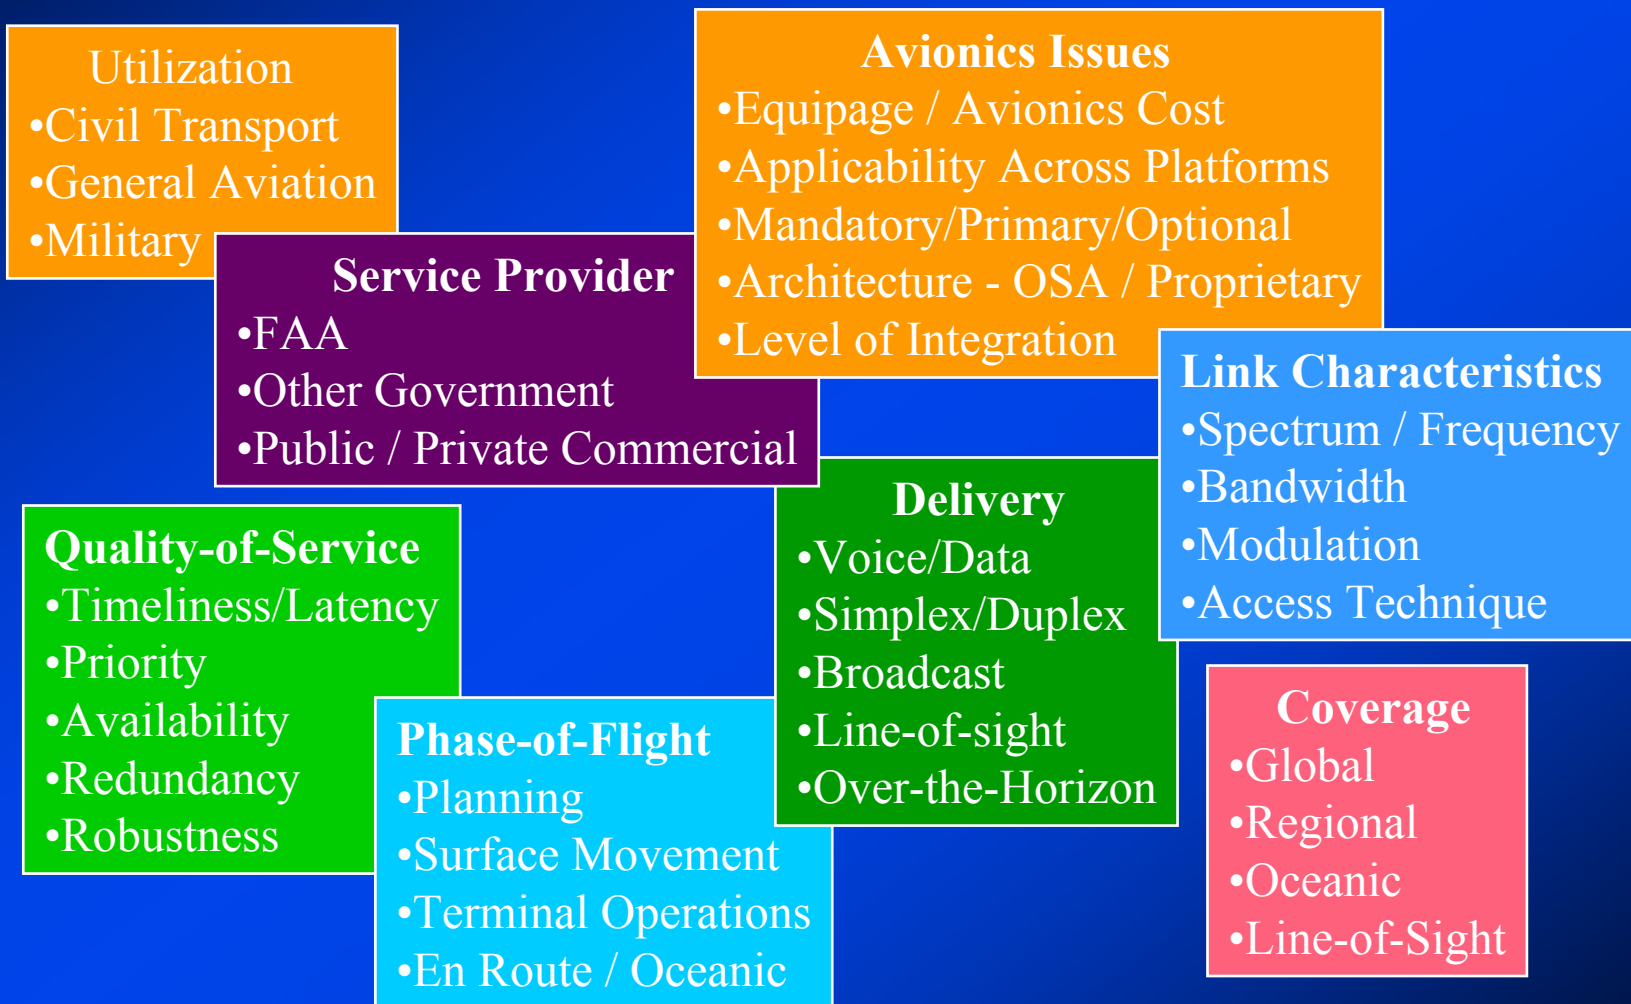 Utilization
•Civil Transport
•General Aviation
•Military
Avionics Issues
•Equipage / Avionics Cost
•Applicability Across Platforms
•Mandatory/Primary/Optional
•Architecture - OSA / Proprietary
•Level of Integration
Service Provider
•FAA
•Other Government
•Public / Private Commercial
Link Characteristics
•Spectrum / Frequency
•Bandwidth
•Modulation
•Access Technique
Quality-of-Service
•Timeliness/Latency
•Priority
•Availability
•Redundancy
•Robustness
Delivery
•Voice/Data
•Simplex/Duplex
•Broadcast
•Line-of-sight
•Over-the-Horizon
Phase-of-Flight
•Planning
•Surface Movement
•Terminal Operations
•En Route / Oceanic
Coverage
•Global
•Regional
•Oceanic
•Line-of-Sight